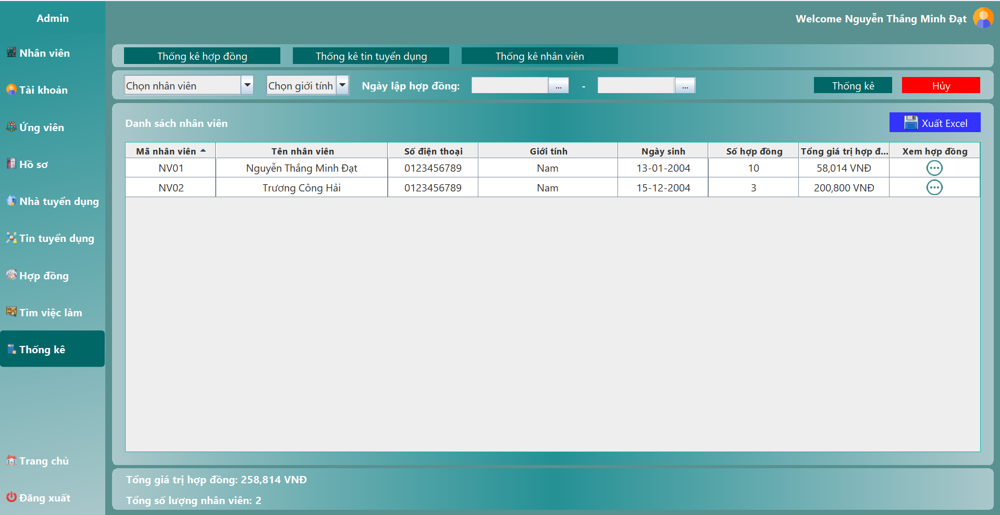 Admin
Welcome Nguyễn Thắng Minh Đạt
Nhân viên
Tài khoản
Ứng viên
Hồ sơ
Nhà tuyển dụng
Tin tuyển dụng
Hợp đồng
Tìm việc làm
Thống kê
Trang chủ
Đăng xuất
Thống kê hợp đồng Thống kê tin tuyển dụng Thống kê nhân viên
Chọn nhân viên Chọn giới tính Ngày lập hợp đồng: ... - ... Thống kê Hủy
Danh sách nhân viên Xuất Excel
Mã nhân viên Tên nhân viên Số điện thoại Giới tính Ngày sinh Số hợp đồng Tổng giá trị hợp đ... Xem hợp đồng
NV01 Nguyễn Thắng Minh Đạt 0123456789 Nam 13-01-2004 10 58,014 VNĐ
NV02 Trương Công Hải 0123456789 Nam 15-12-2004 3 200,800 VNĐ
Tổng giá trị hợp đồng: 258,814 VNĐ
Tổng số lượng nhân viên: 2